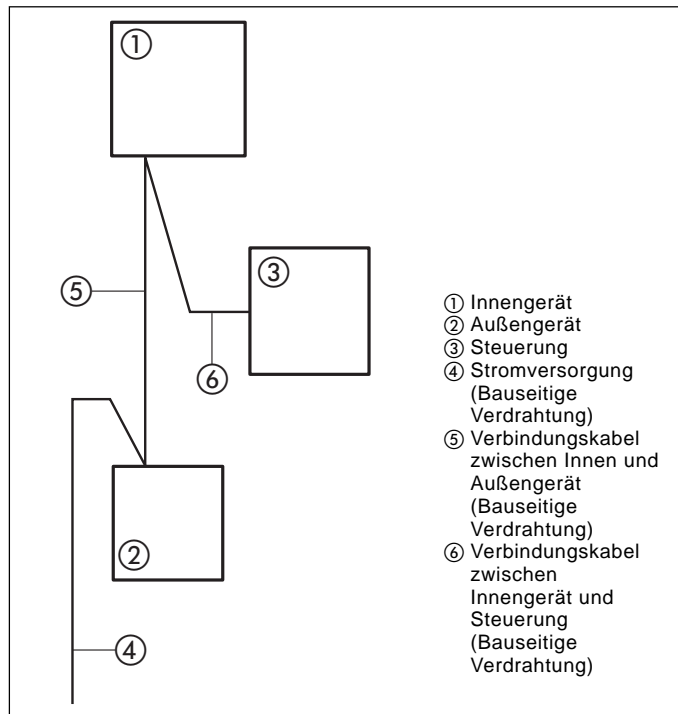 ①
③
⑤
⑥
②
④
① Innengerät
② Außengerät
③ Steuerung
④ Stromversorgung
(Bauseitige
Verdrahtung)
⑤ Verbindungskabel
zwischen Innen und
Außengerät
(Bauseitige
Verdrahtung)
⑥ Verbindungskabel
zwischen
Innengerät und
Steuerung
(Bauseitige
Verdrahtung)